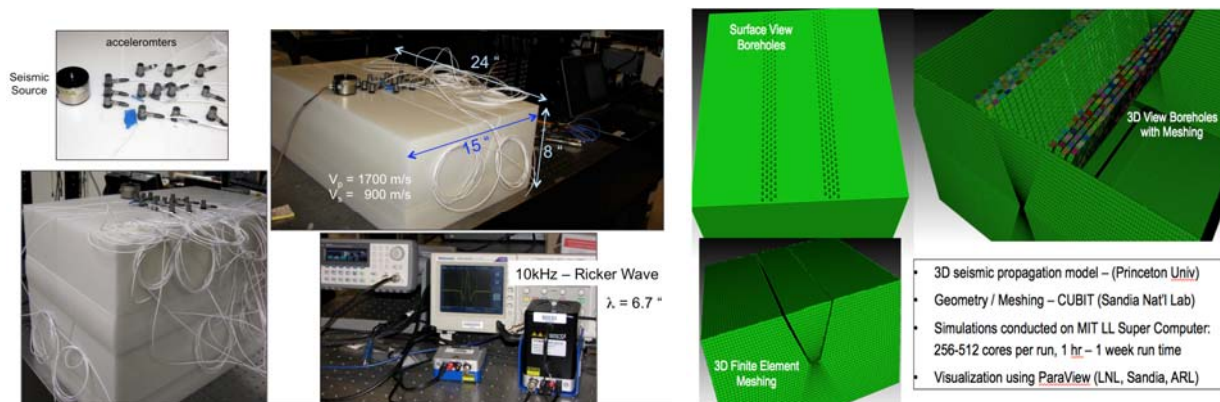 acceleromters
Seismic
Source
24 "
15 "
8 "
Vp = 1700 m/s
Vs = 900 m/s
10kHz – Ricker Wave
λ = 6.7 "
Surface View
Boreholes
3D View Boreholes
with Meshing
3D Finite Element
Meshing
• 3D seismic propagation model – (Princeton Univ)
• Geometry / Meshing – CUBIT (Sandia Nat'l Lab)
• Simulations conducted on MIT LL Super Computer:
256-512 cores per run, 1 hr – 1 week run time
• Visualization using ParaView (LNL, Sandia, ARL)